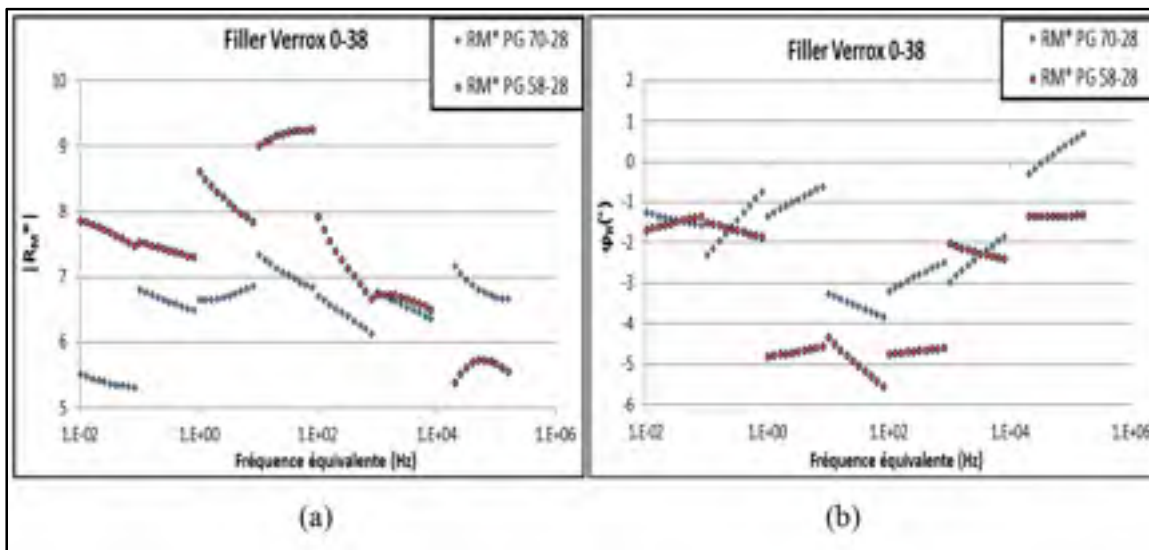 Filler Verrox 0-38
RM* PG 70-28
RM* PG 58-28
10
9
8
7
6
5
|RM*|
1.E-02 1.E+00 1.E+02 1.E+04 1.E+06
Fréquence équivalente (Hz)
(a)
Filler Verrox 0-38
RM* PG 70-28
RM* PG 58-28
2
1
0
-1
-2
-3
-4
-5
-6
1.E-02 1.E+00 1.E+02 1.E+04 1.E+06
Fréquence équivalente (Hz)
(b)